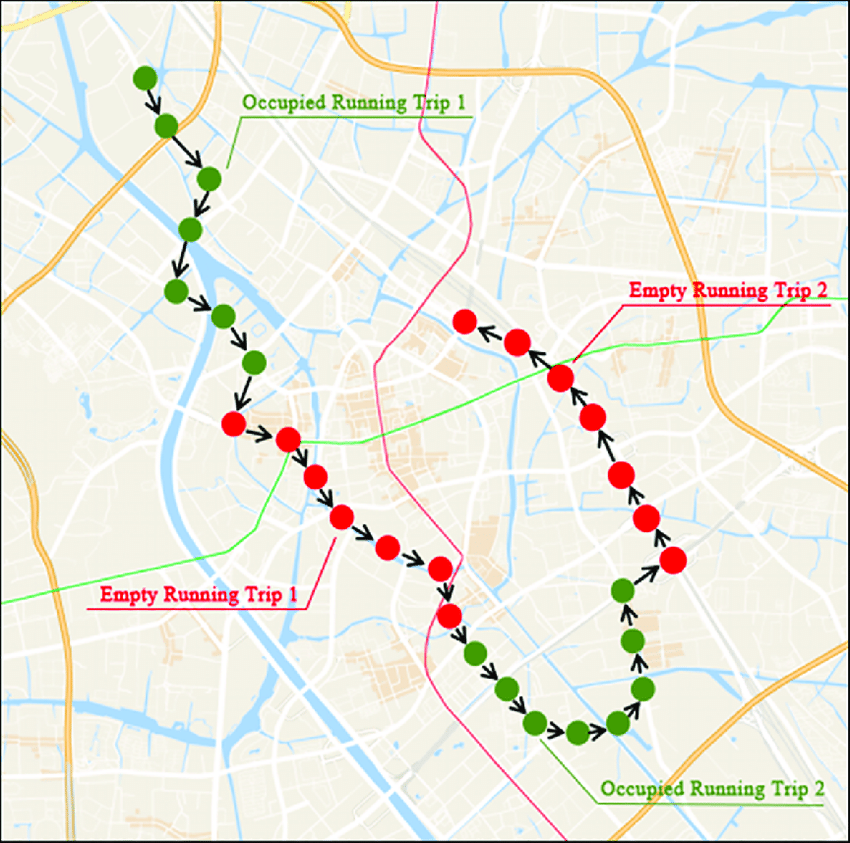 Occupied Running Trip 1
Empty Running Trip 2
Empty Running Trip 1
Occupied Running Trip 2